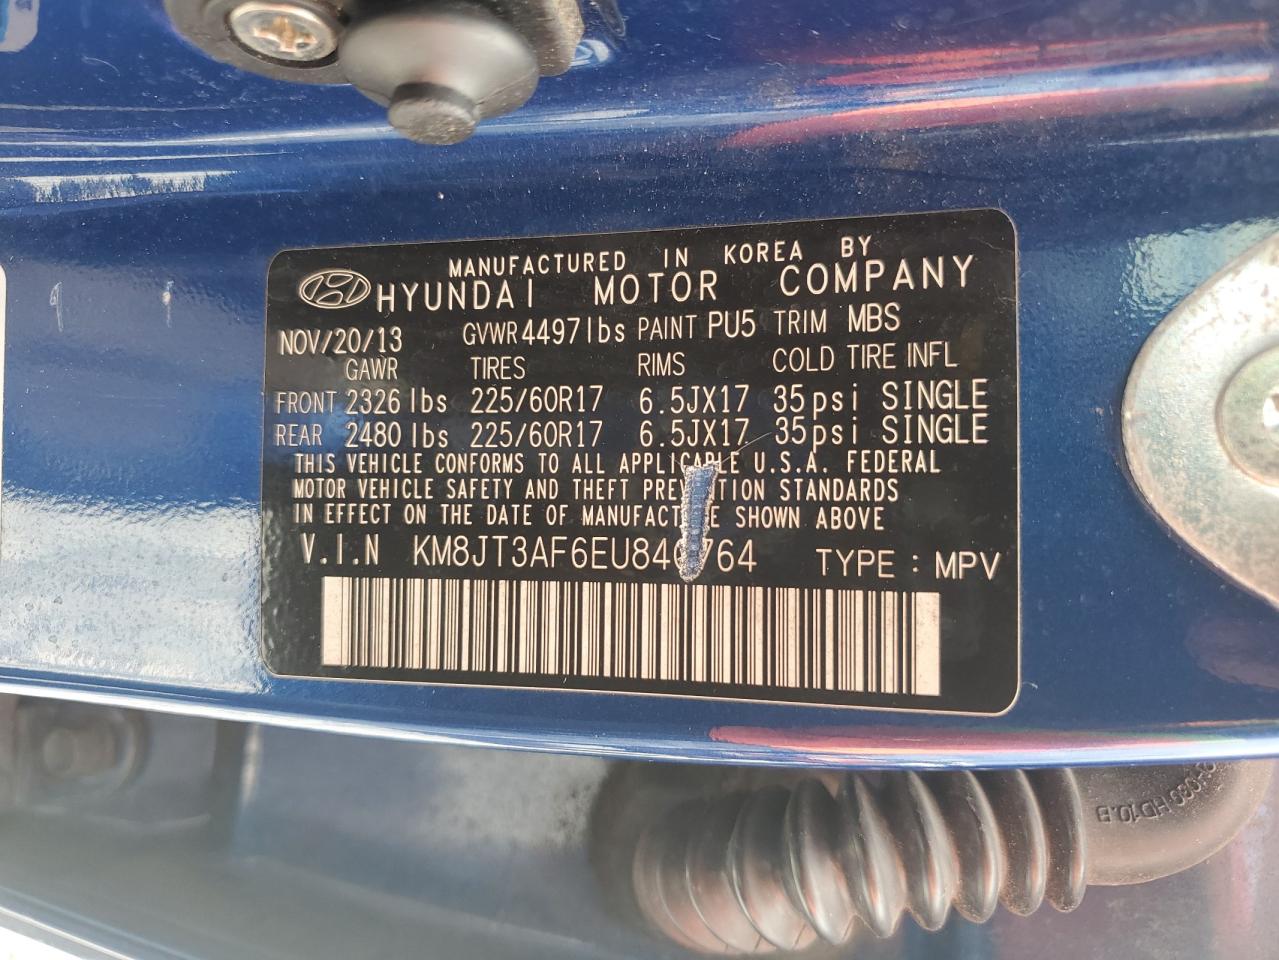 MANUFACTURED IN KOREA BY
HYUNDAI MOTOR COMPANY
NOV/20/13 GVWR 4497lbs PAINT PU5 TRIM MBS
GAWR TIRES RIMS COLD TIRE INFL
FRONT 2326 lbs 225/60R17 6.5JX17 35psi SINGLE
REAR 2480 lbs 225/60R17 6.5JX17 35psi SINGLE
THIS VEHICLE CONFORMS TO ALL APPLICABLE U.S.A. FEDERAL
MOTOR VEHICLE SAFETY AND THEFT PREVENTION STANDARDS
IN EFFECT ON THE DATE OF MANUFACTURE SHOWN ABOVE
V.I.N TYPE : MPV
HD10.B